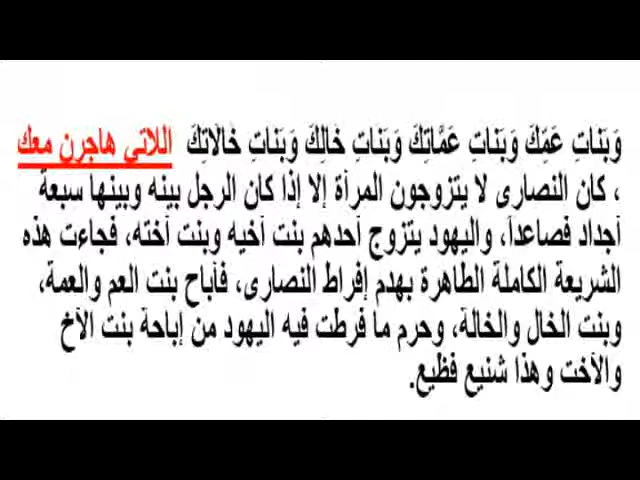 وَبَنَاتِ عَمِّكَ وَبَنَاتِ عَمَّاتِكَ وَبَنَاتِ خَالِكَ وَبَنَاتِ خَالَاتِكَ اللاتي هاجرن معك
، كان النصارى لا يتزوجون المرأة إلا إذا كان الرجل بينه وبينها سبعة
أجداد فصاعداً، واليهود يتزوج أحدهم بنت أخيه وبنت أخته، فجاءت هذه
الشريعة الكاملة الطاهرة بهدم إفراط النصارى، فأباح بنت العم والعمة،
وبنت الخال والخالة، وحرم ما فرطت فيه اليهود من إباحة بنت الأخ
والأخت وهذا شنيع فظيع.